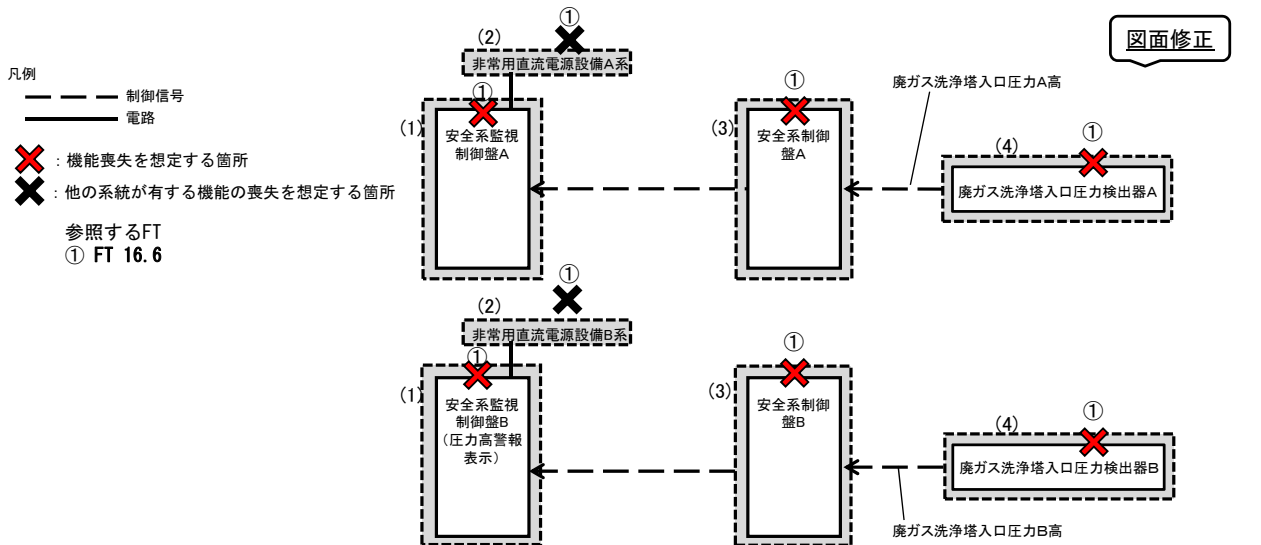 図面修正
凡例
制御信号
電路
：機能喪失を想定する箇所
：他の系統が有する機能の喪失を想定する箇所
参照するFT
① FT 16.6
①
(2)
非常用直流電源設備A系
①
(1)
安全系監視
制御盤A
①
(3)
安全系制御
盤A
廃ガス洗浄塔入口圧力A高
①
(4)
廃ガス洗浄塔入口圧力検出器A
①
(2)
非常用直流電源設備B系
①
(1)
安全系監視
制御盤B
(圧力高警報
表示)
①
(3)
安全系制御
盤B
①
(4)
廃ガス洗浄塔入口圧力検出器B
廃ガス洗浄塔入口圧力B高